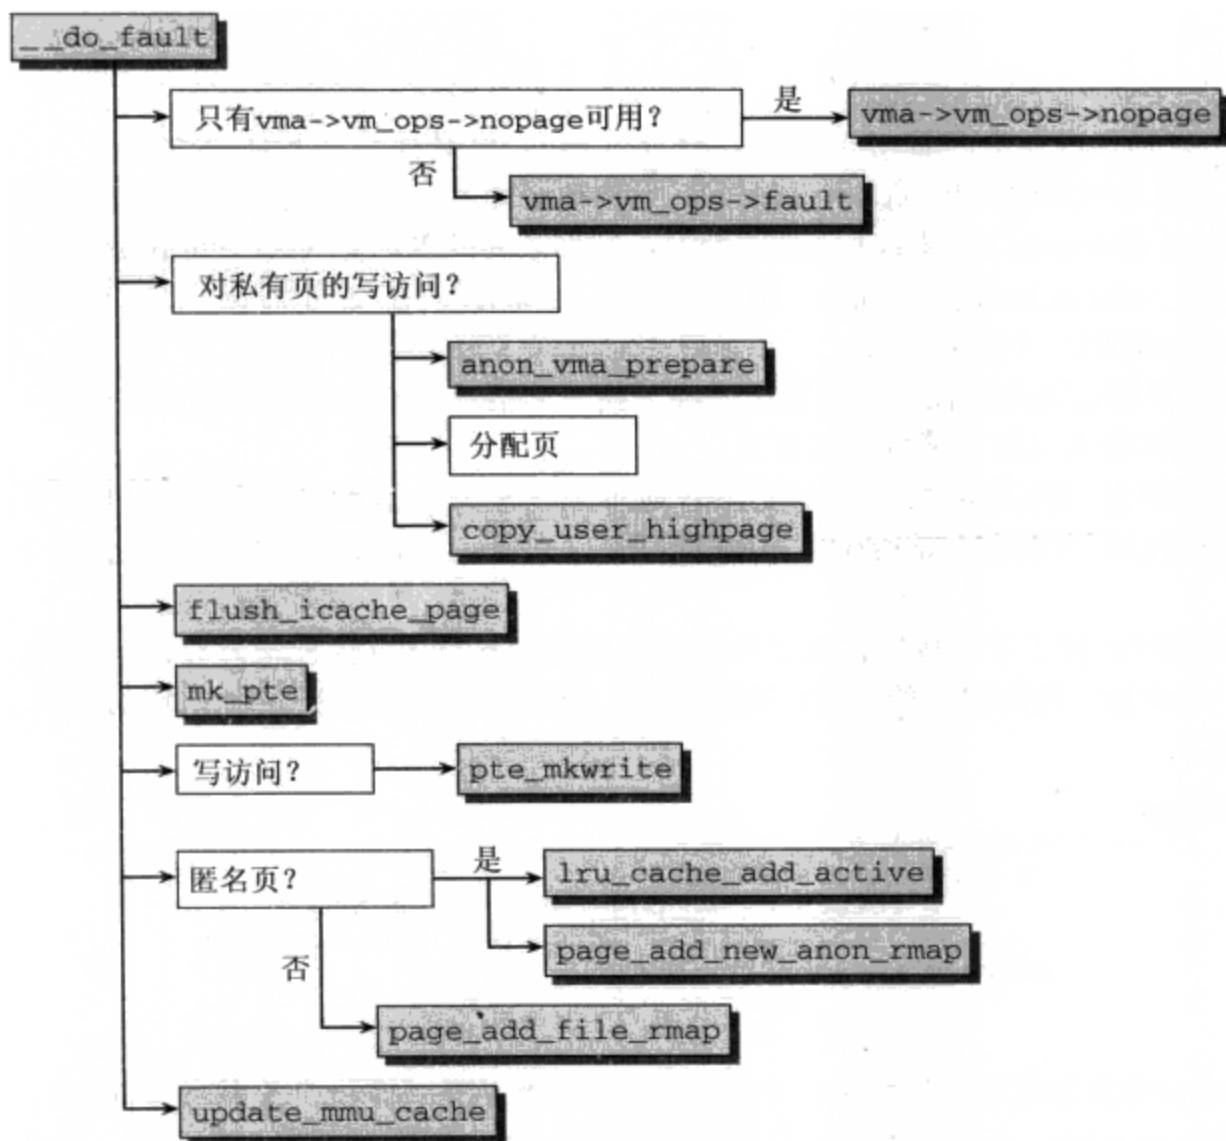 __do_fault
只有vma->vm_ops->nopage可用?
是
vma->vm_ops->nopage
否
vma->vm_ops->fault
对私有页的写访问?
anon_vma_prepare
分配页
copy_user_highpage
flush_icache_page
mk_pte
写访问?
pte_mkwrite
匿名页?
是
lru_cache_add_active
page_add_new_anon_rmap
否
page_add_file_rmap
update_mmu_cache